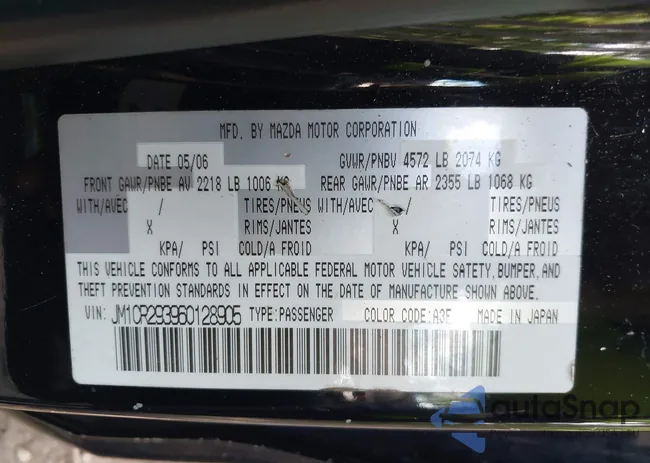 MFD. BY MAZDA MOTOR CORPORATION
DATE 05/06 GVWR/PNBV 4572 LB 2074 KG
FRONT GAWR/PNBE AV 2218 LB 1006 KG REAR GAWR/PNBE AR 2355 LB 1068 KG
WITH/AVEC / TIRES/PNEUS WITH/AVEC / TIRES/PNEUS
X RIMS/JANTES X RIMS/JANTES
KPA/ PSI COLD/A FROID KPA/ PSI COLD/A FROID
THIS VEHICLE CONFORMS TO ALL APPLICABLE FEDERAL MOTOR VEHICLE SAFETY, BUMPER, AND
THEFT PREVENTION STANDARDS IN EFFECT ON THE DATE OF MANUFACTURE SHOWN ABOVE.
VIN: JM1CR293960128905 TYPE:PASSENGER COLOR CODE:A3F MADE IN JAPAN
autoSnap